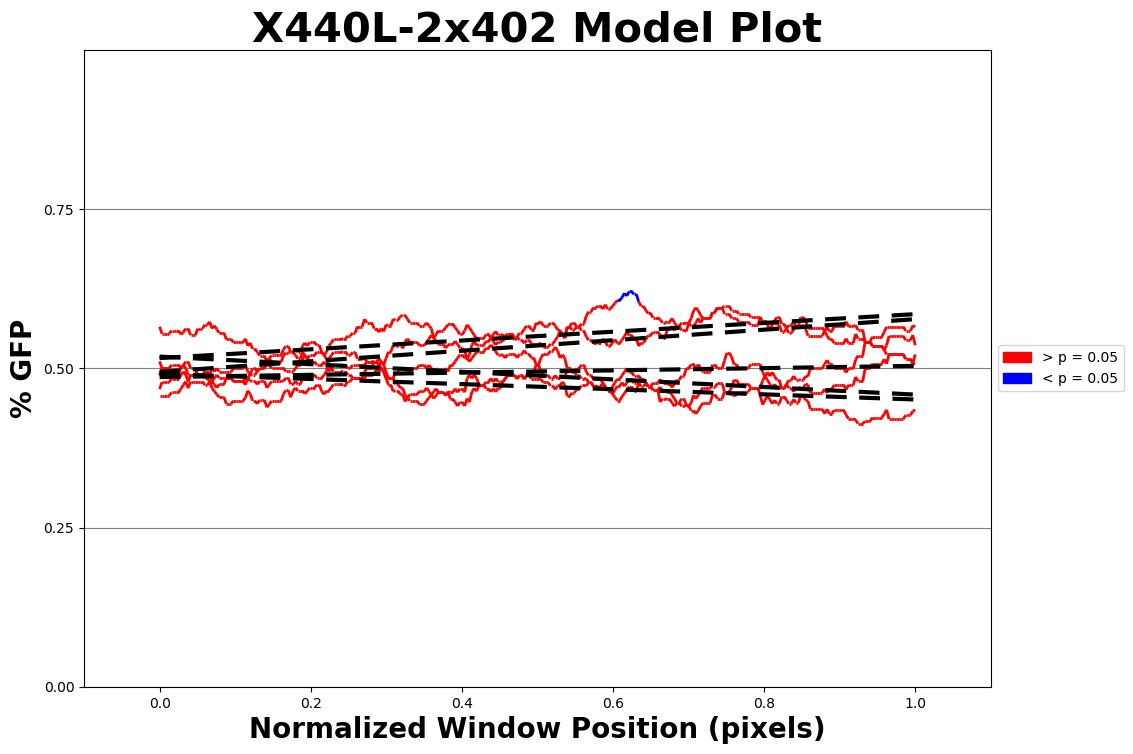 X440L-2x402 Model Plot
% GFP
0.75
0.50
0.25
0.00
0.0 0.2 0.4 0.6 0.8 1.0
Normalized Window Position (pixels)
> p = 0.05
< p = 0.05